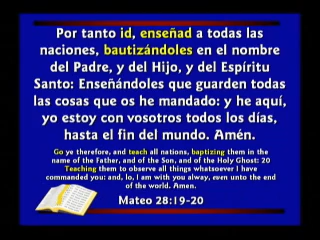 Por tanto id, enseñad a todas las
naciones, bautizándoles en el nombre
del Padre, y del Hijo, y del Espíritu
Santo: Enseñándoles que guarden todas
las cosas que os he mandado: y he aquí,
yo estoy con vosotros todos los días,
hasta el fin del mundo. Amén.
Go ye therefore, and teach all nations, baptizing them in the
name of the Father, and of the Son, and of the Holy Ghost: 20
Teaching them to observe all things whatsoever I have
commanded you: and, lo, I am with you alway, even unto the end
of the world. Amen.
Mateo 28:19-20